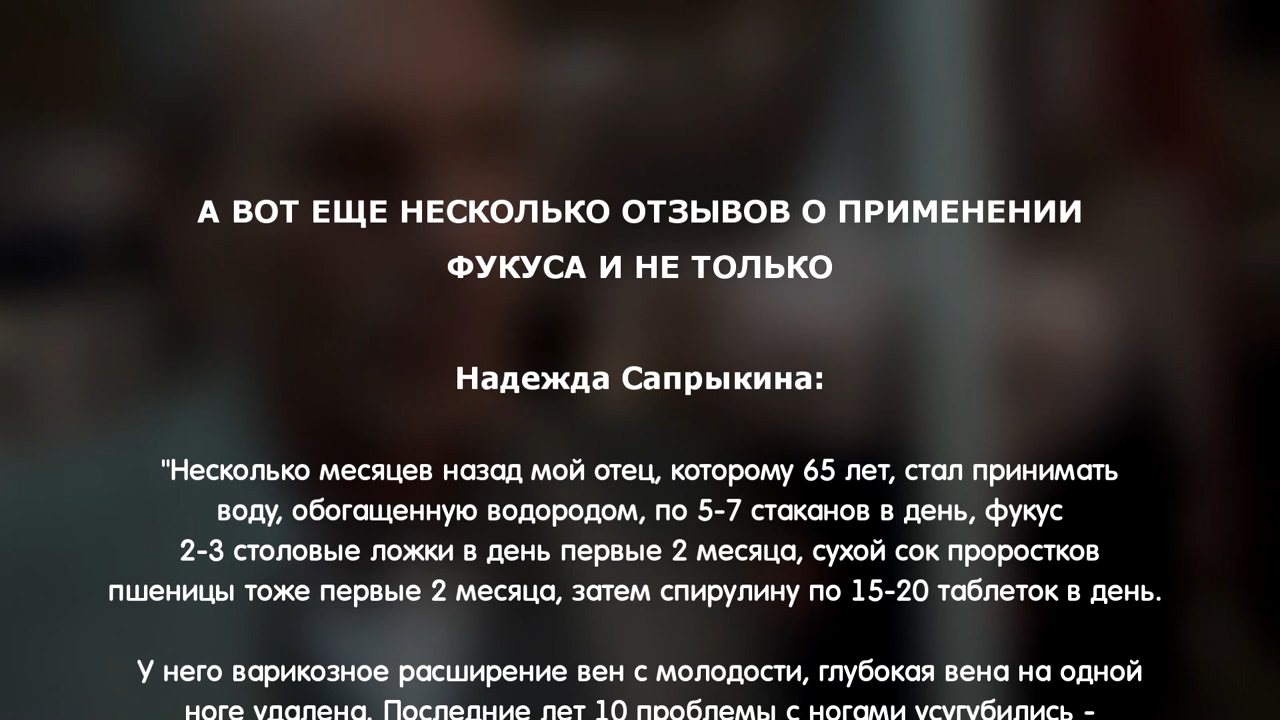 А ВОТ ЕЩЕ НЕСКОЛЬКО ОТЗЫВОВ О ПРИМЕНЕНИИ
ФУКУСА И НЕ ТОЛЬКО
Надежда Сапрыкина:
"Несколько месяцев назад мой отец, которому 65 лет, стал принимать
воду, обогащенную водородом, по 5-7 стаканов в день, фукус
2-3 столовые ложки в день первые 2 месяца, сухой сок проростков
пшеницы тоже первые 2 месяца, затем спирулину по 15-20 таблеток в день.
У него варикозное расширение вен с молодости, глубокая вена на одной
ноге удалена. Последние лет 10 проблемы с ногами усугубились -